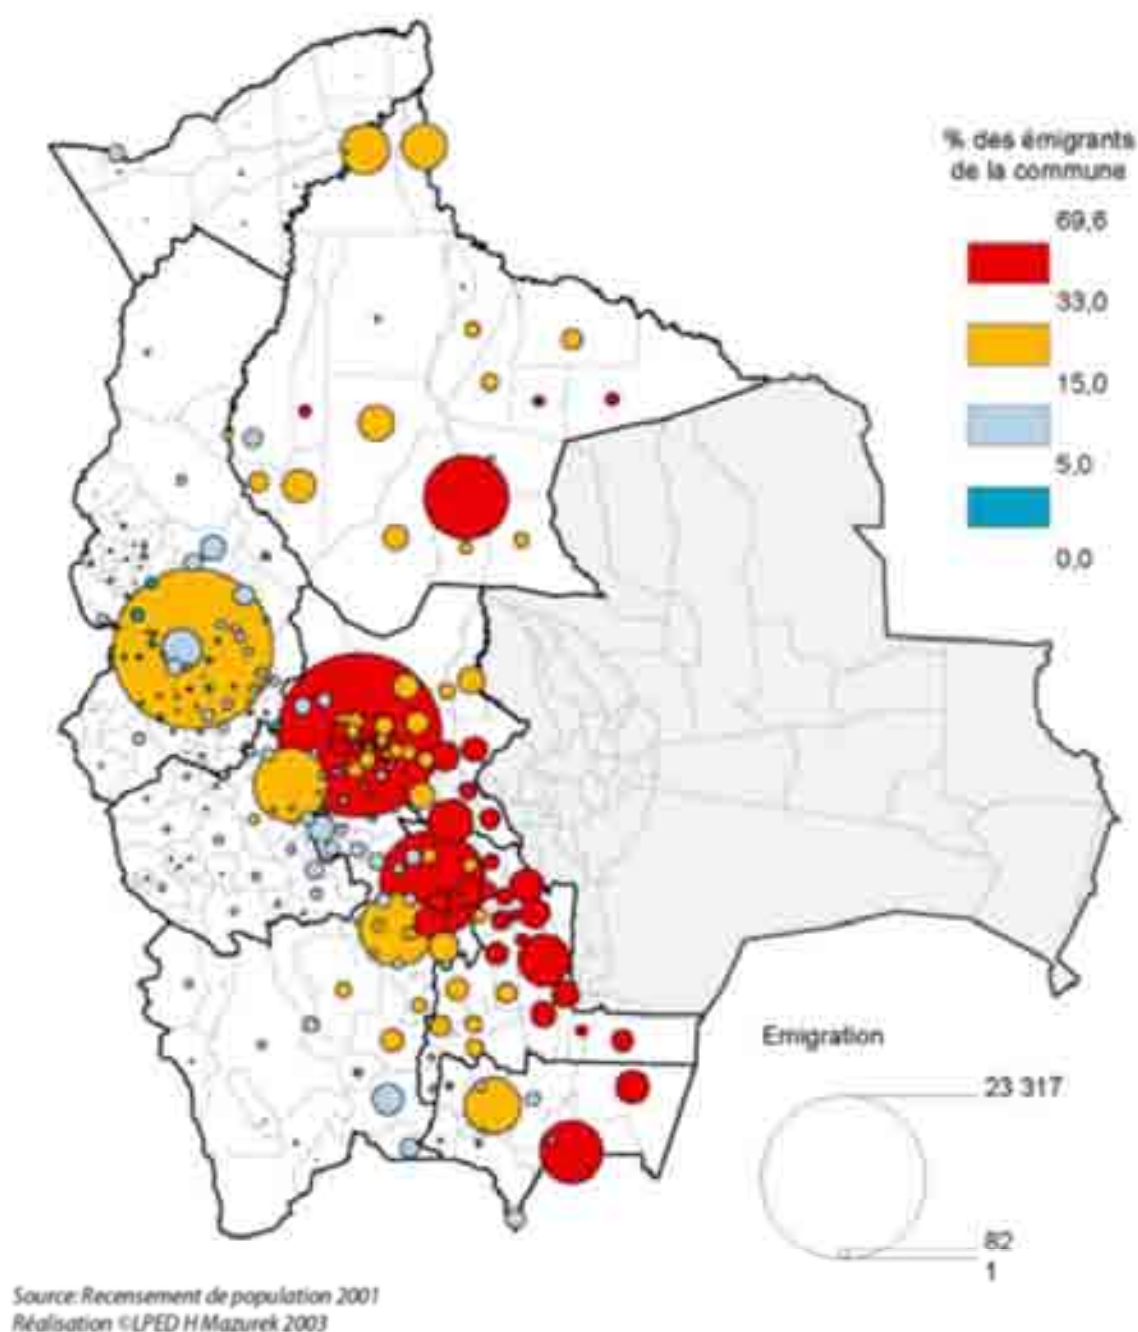 % des émigrants
de la commune
69,6
33,0
15,0
5,0
0,0
Emigration
23 317
82
1
Source: Recensement de population 2001
Réalisation ©LPED H Mazurek 2003